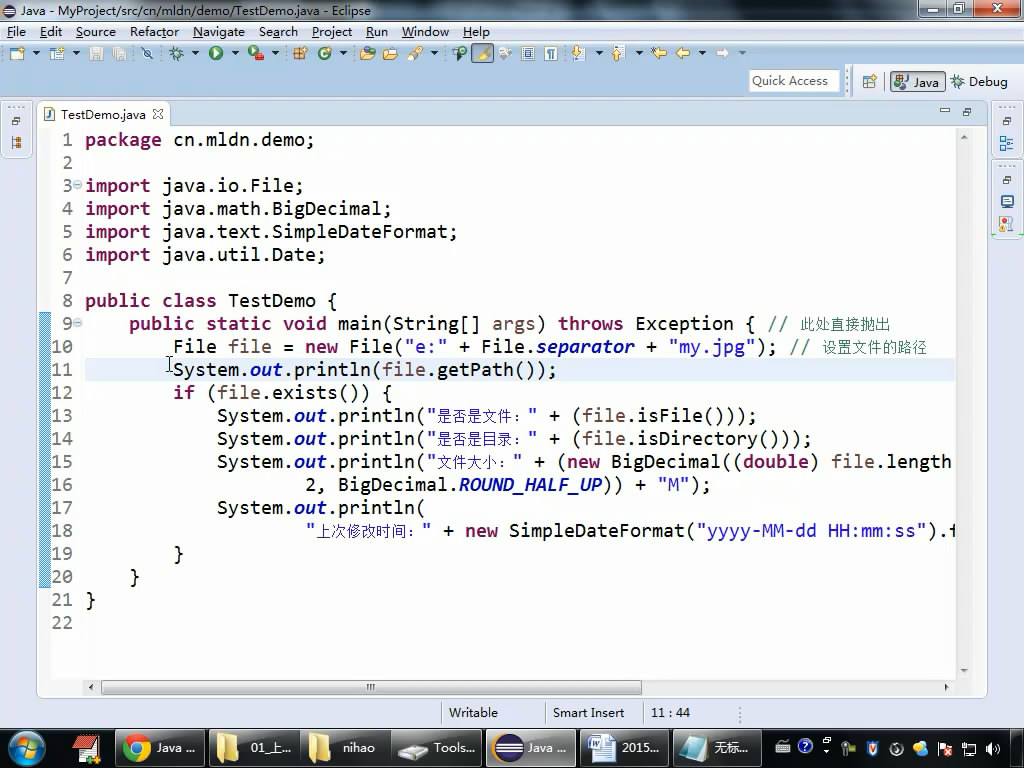 Java - MyProject/src/cn/mldn/demo/TestDemo.java - Eclipse
File Edit Source Refactor Navigate Search Project Run Window Help
Quick Access Java Debug
TestDemo.java
1 package cn.mldn.demo;
2
3 import java.io.File;
4 import java.math.BigDecimal;
5 import java.text.SimpleDateFormat;
6 import java.util.Date;
7
8 public class TestDemo {
9 public static void main(String[] args) throws Exception { // 此处直接抛出
10 File file = new File("e:" + File.separator + "my.jpg"); // 设置文件的路径
11 System.out.println(file.getPath());
12 if (file.exists()) {
13 System.out.println("是否是文件:" + (file.isFile()));
14 System.out.println("是否是目录:" + (file.isDirectory()));
15 System.out.println("文件大小:" + (new BigDecimal((double) file.length
16 2, BigDecimal.ROUND_HALF_UP)) + "M");
17 System.out.println(
18 "上次修改时间:" + new SimpleDateFormat("yyyy-MM-dd HH:mm:ss").f
19 }
20 }
21 }
22
Writable Smart Insert 11 : 44
Java ... 01_上... nihao Tools... Java ... 2015... 无标...